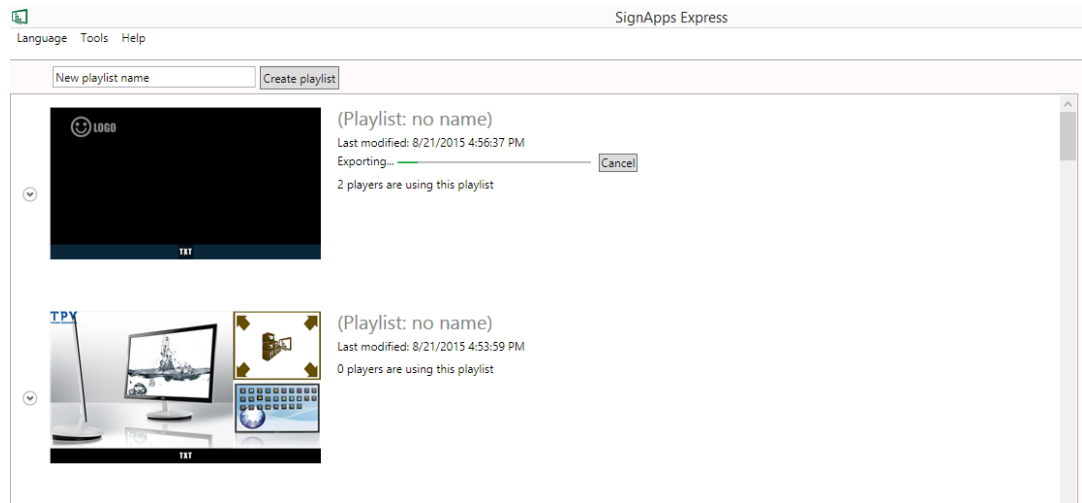 SignApps Express
Language Tools Help
New playlist name Create playlist
LOGO
TXT
(Playlist: no name)
Last modified: 8/21/2015 4:56:37 PM
Exporting... Cancel
2 players are using this playlist
TPV
TXT
(Playlist: no name)
Last modified: 8/21/2015 4:53:59 PM
0 players are using this playlist